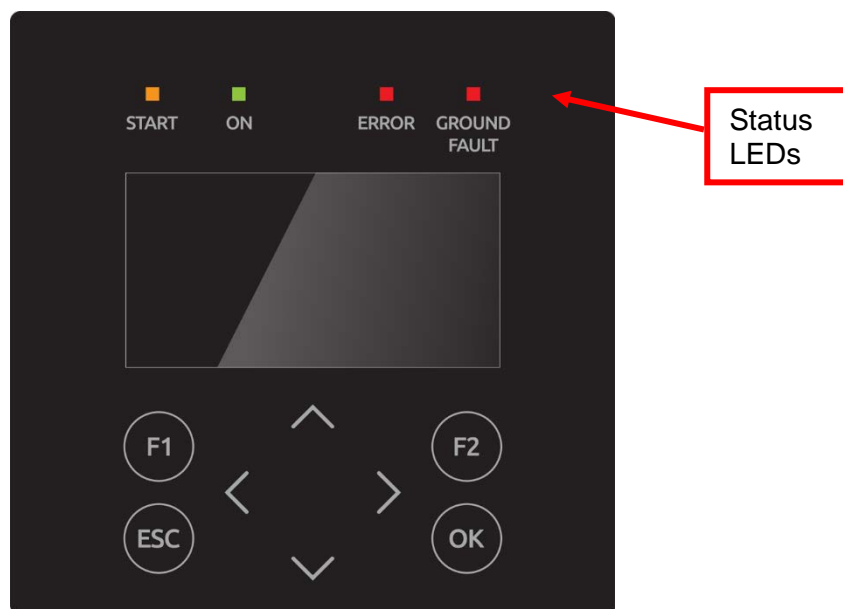 START ON ERROR GROUND
FAULT
Status
LEDs
F1 F2
ESC OK